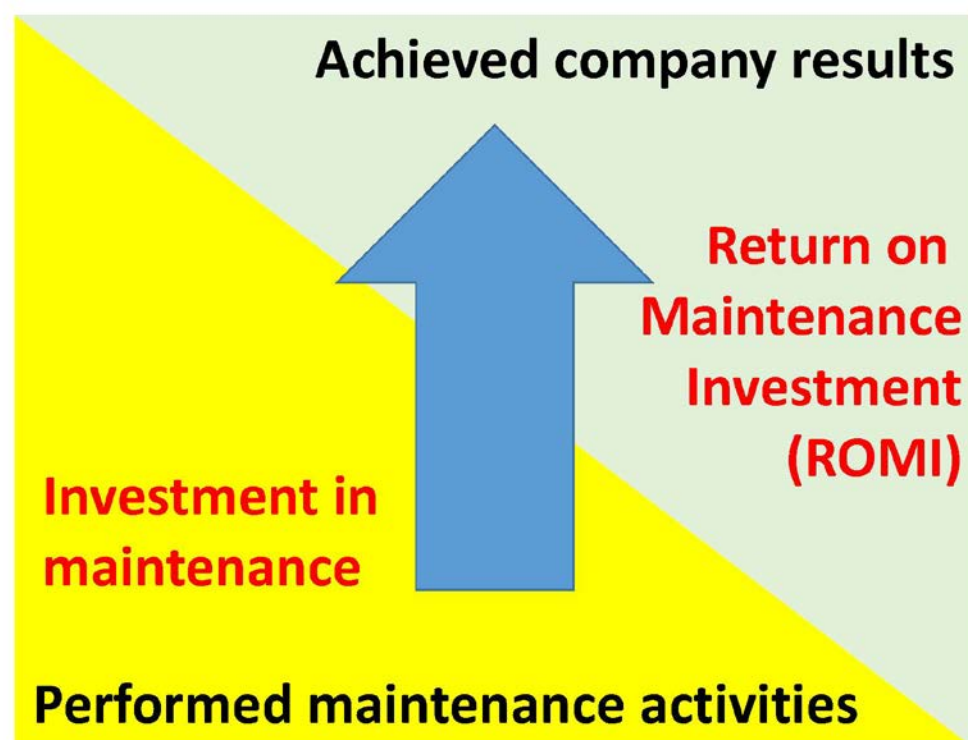 Achieved company results
Return on
Maintenance
Investment
(ROMI)
Investment in
maintenance
Performed maintenance activities